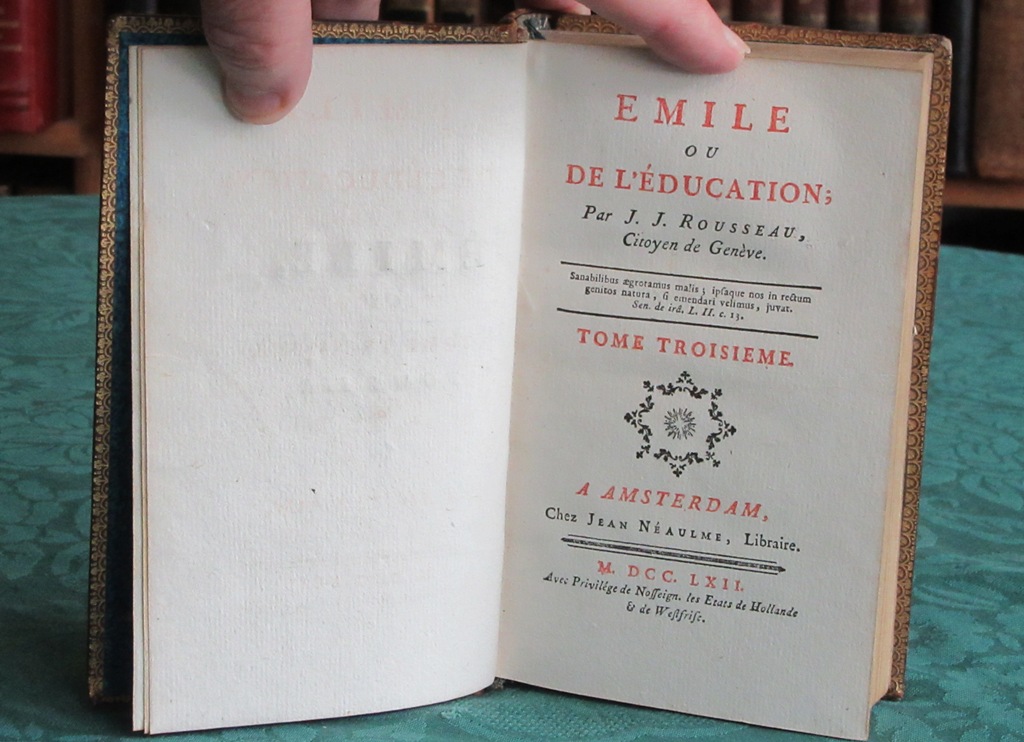 EMILE
OU
DE L'ÉDUCATION;
Par J. J. ROUSSEAU,
Citoyen de Genève.
Sanabilibus ægrotamus malis; ipſaque nos in rectum
genitos natura, ſi emendari velimus, juvat.
Sen. de irâ. L. II. c. 13.
TOME TROISIEME.
A AMSTERDAM,
Chez JEAN NÉAULME, Libraire.
M. DCC. LXII.
Avec Privilége de Noſſeign. les Etats de Hollande
& de Weſtfriſe.